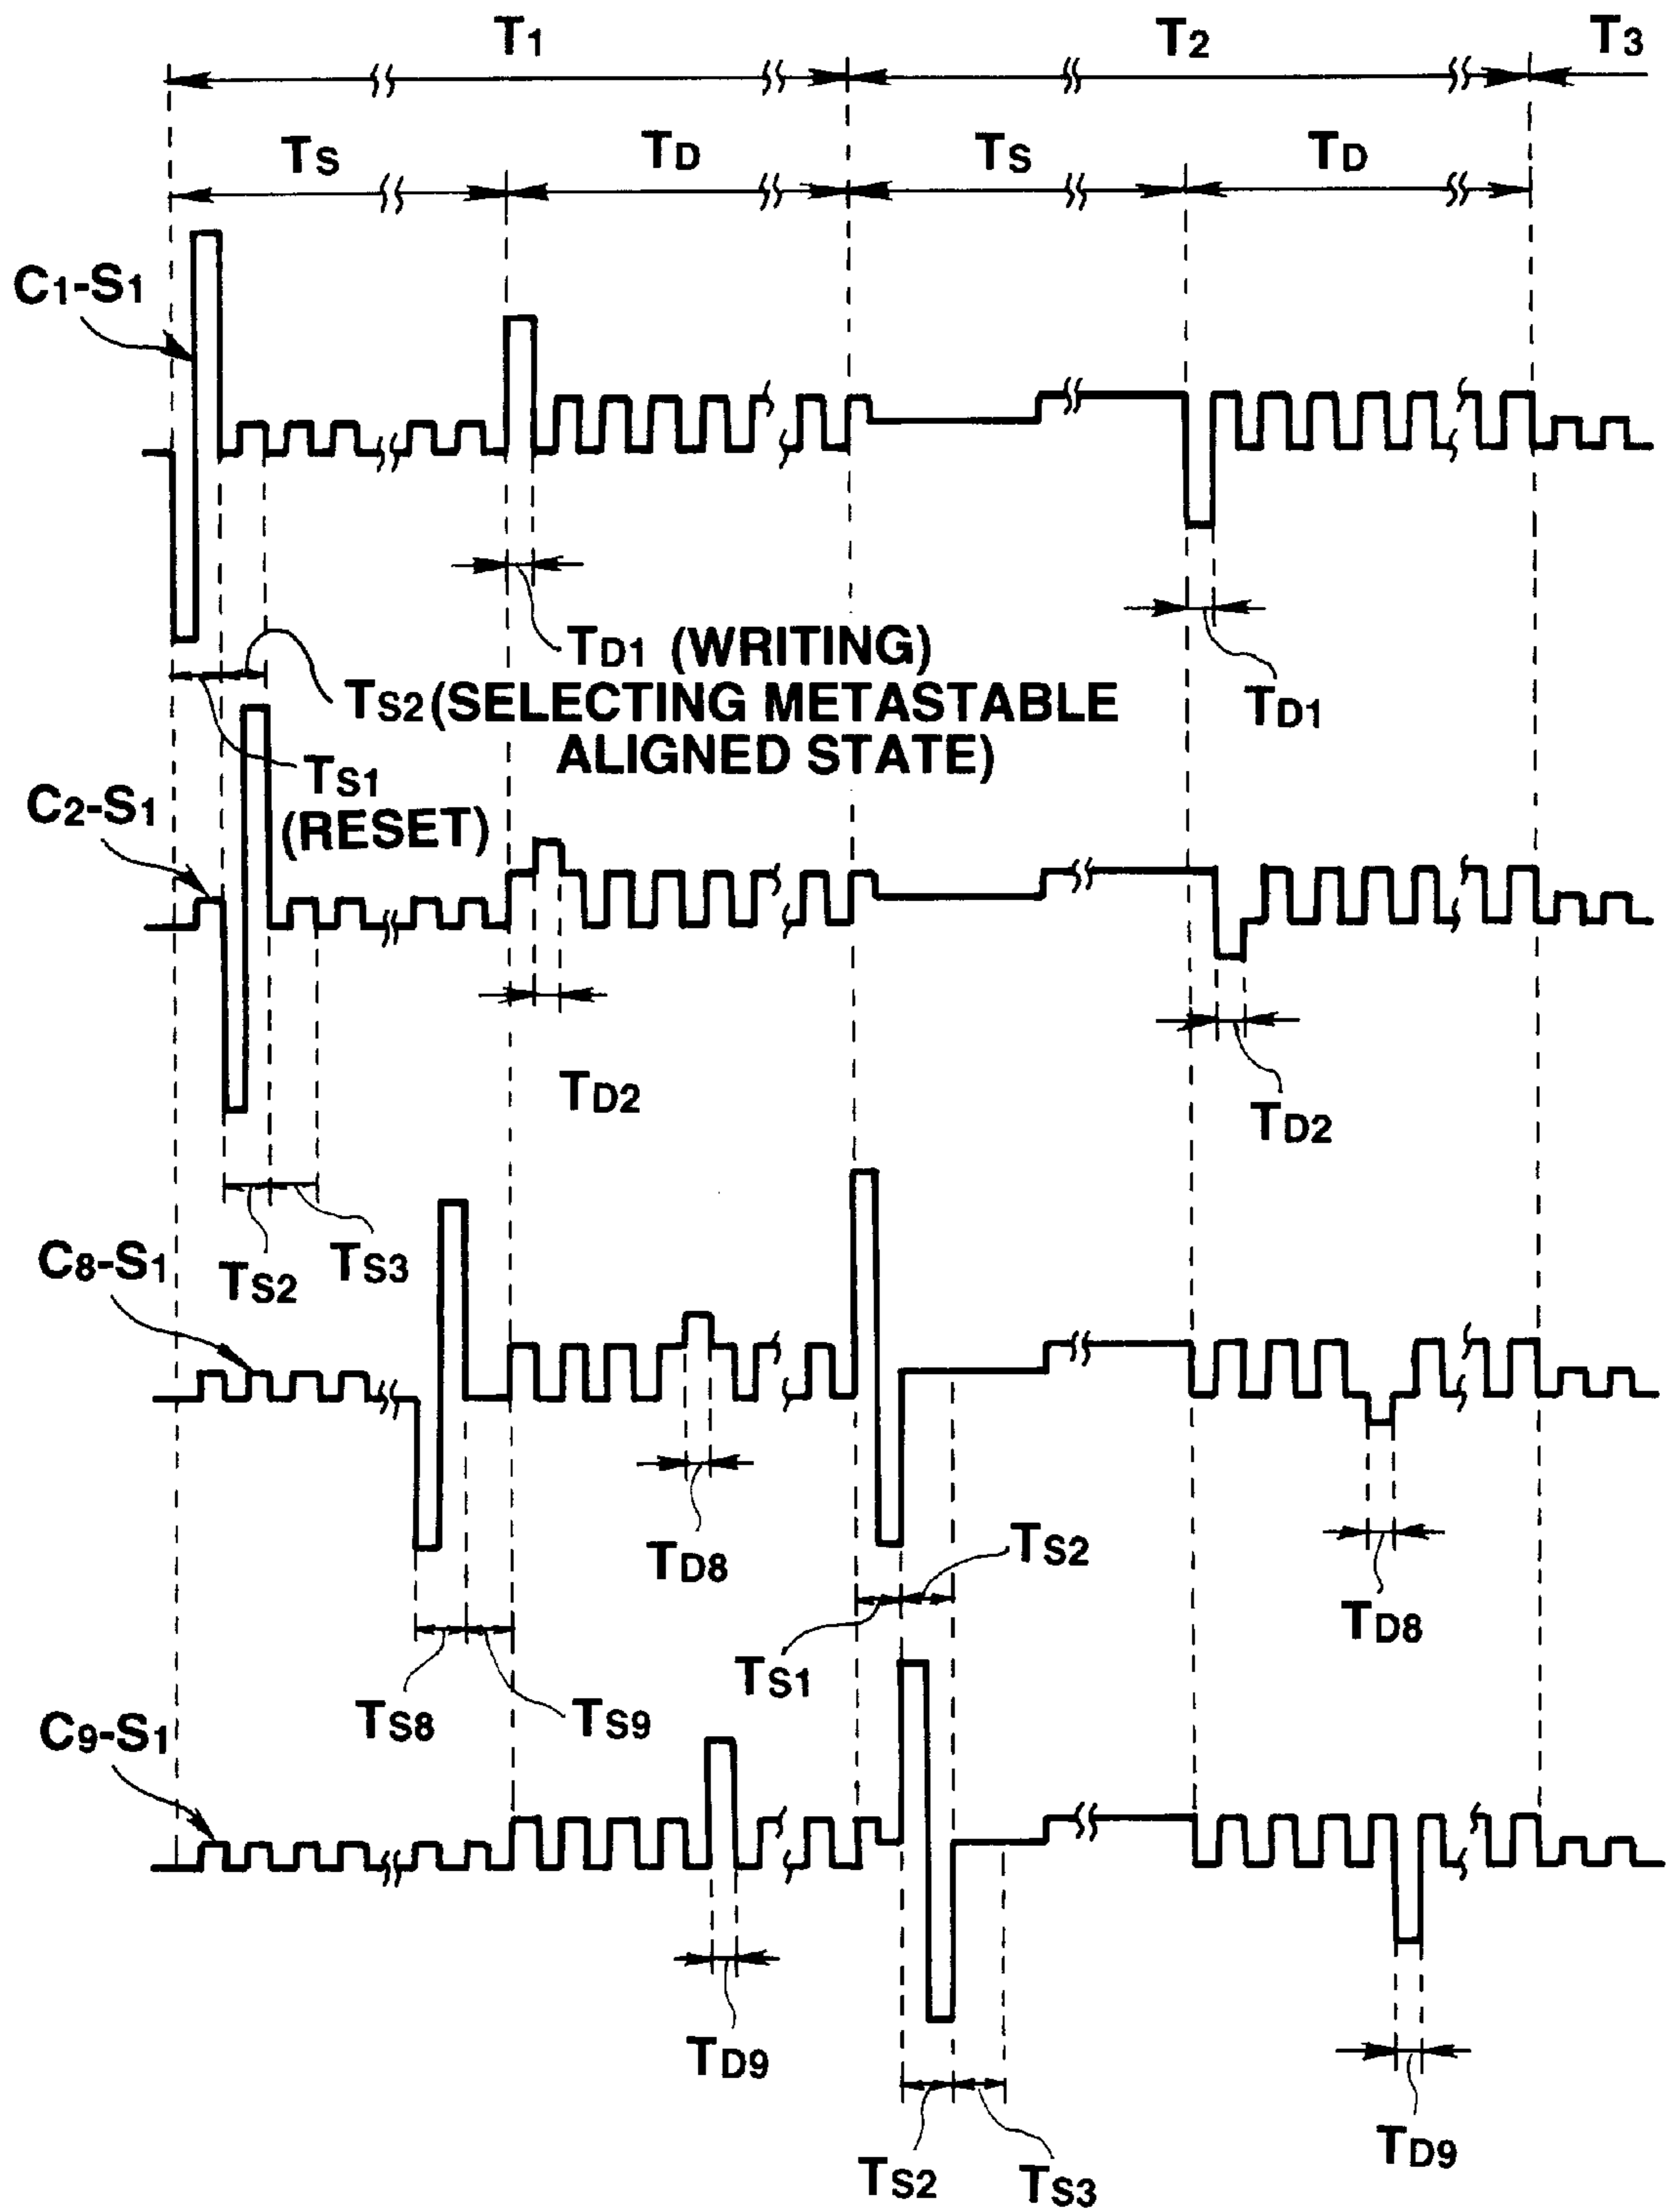 T1 T2 T3
TS TD TS TD
C1-S1
TD1 (WRITING)
TS2 (SELECTING METASTABLE
ALIGNED STATE)
TD1
TS1
(RESET)
C2-S1
TD2
TD2
TS2 TS3
C8-S1
TD8
TS2
TD8
TS1
TS8 TS9
C9-S1
TD9
TD9
TS2 TS3